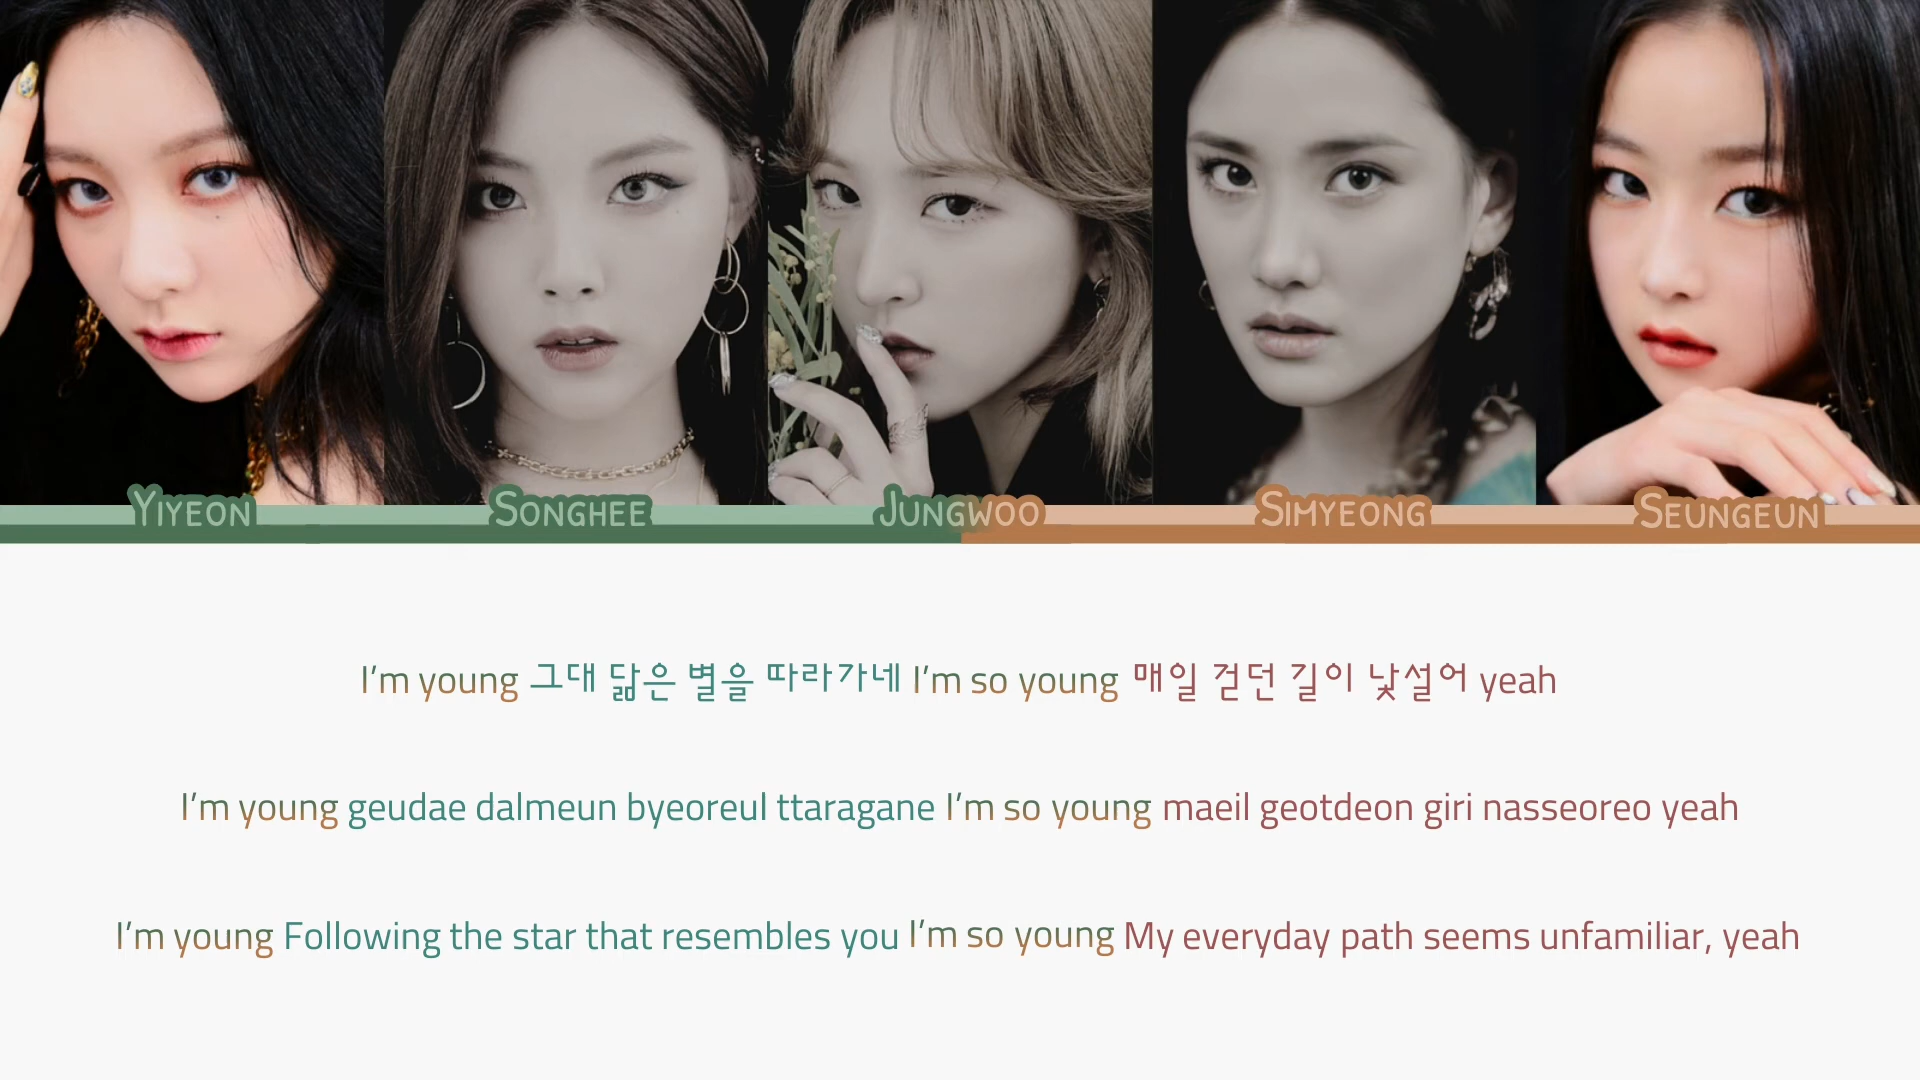 Yiyeon Songhee Jungwoo Simyeong Seungeun
I'm young 그대 닮은 별을 따라가네 I'm so young 매일 걷던 길이 낯설어 yeah
I'm young geudae dalmeun byeoreul ttaragane I'm so young maeil geotdeon giri nasseoreo yeah
I'm young Following the star that resembles you I'm so young My everyday path seems unfamiliar, yeah